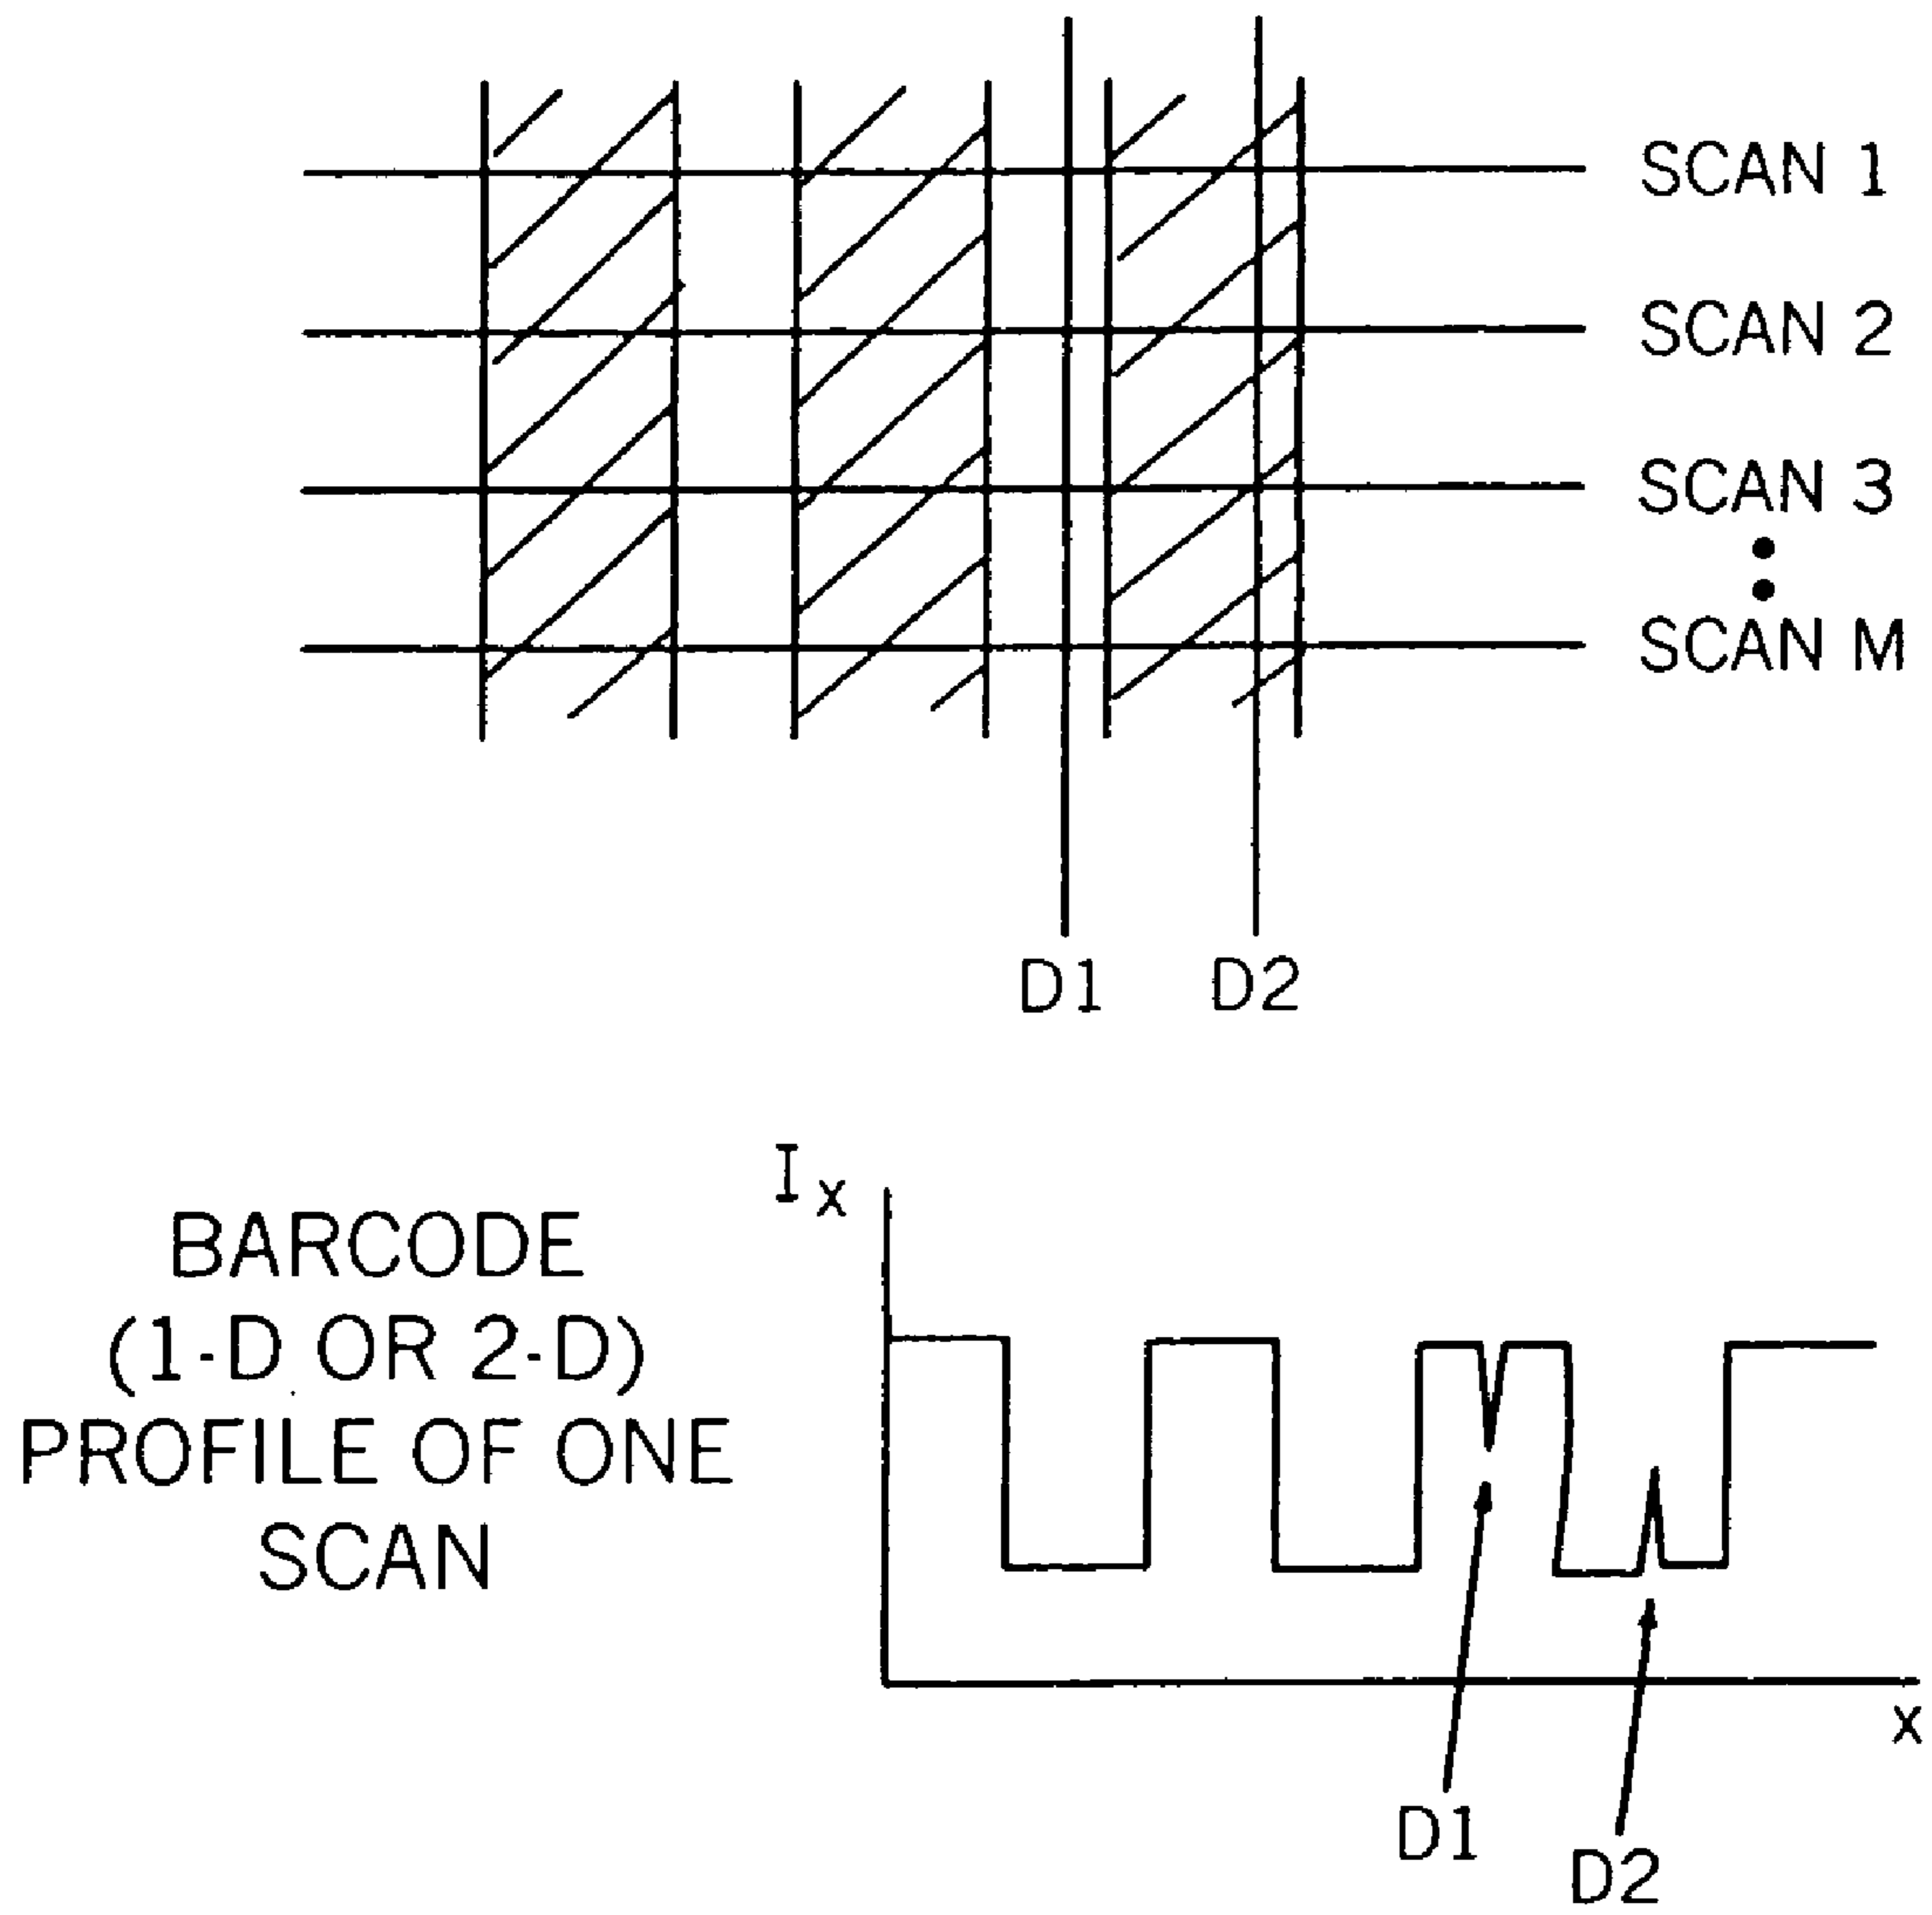 SCAN 1
SCAN 2
SCAN 3
SCAN M
D1 D2
Ix
BARCODE
(1-D OR 2-D)
PROFILE OF ONE
SCAN
x
D1
D2